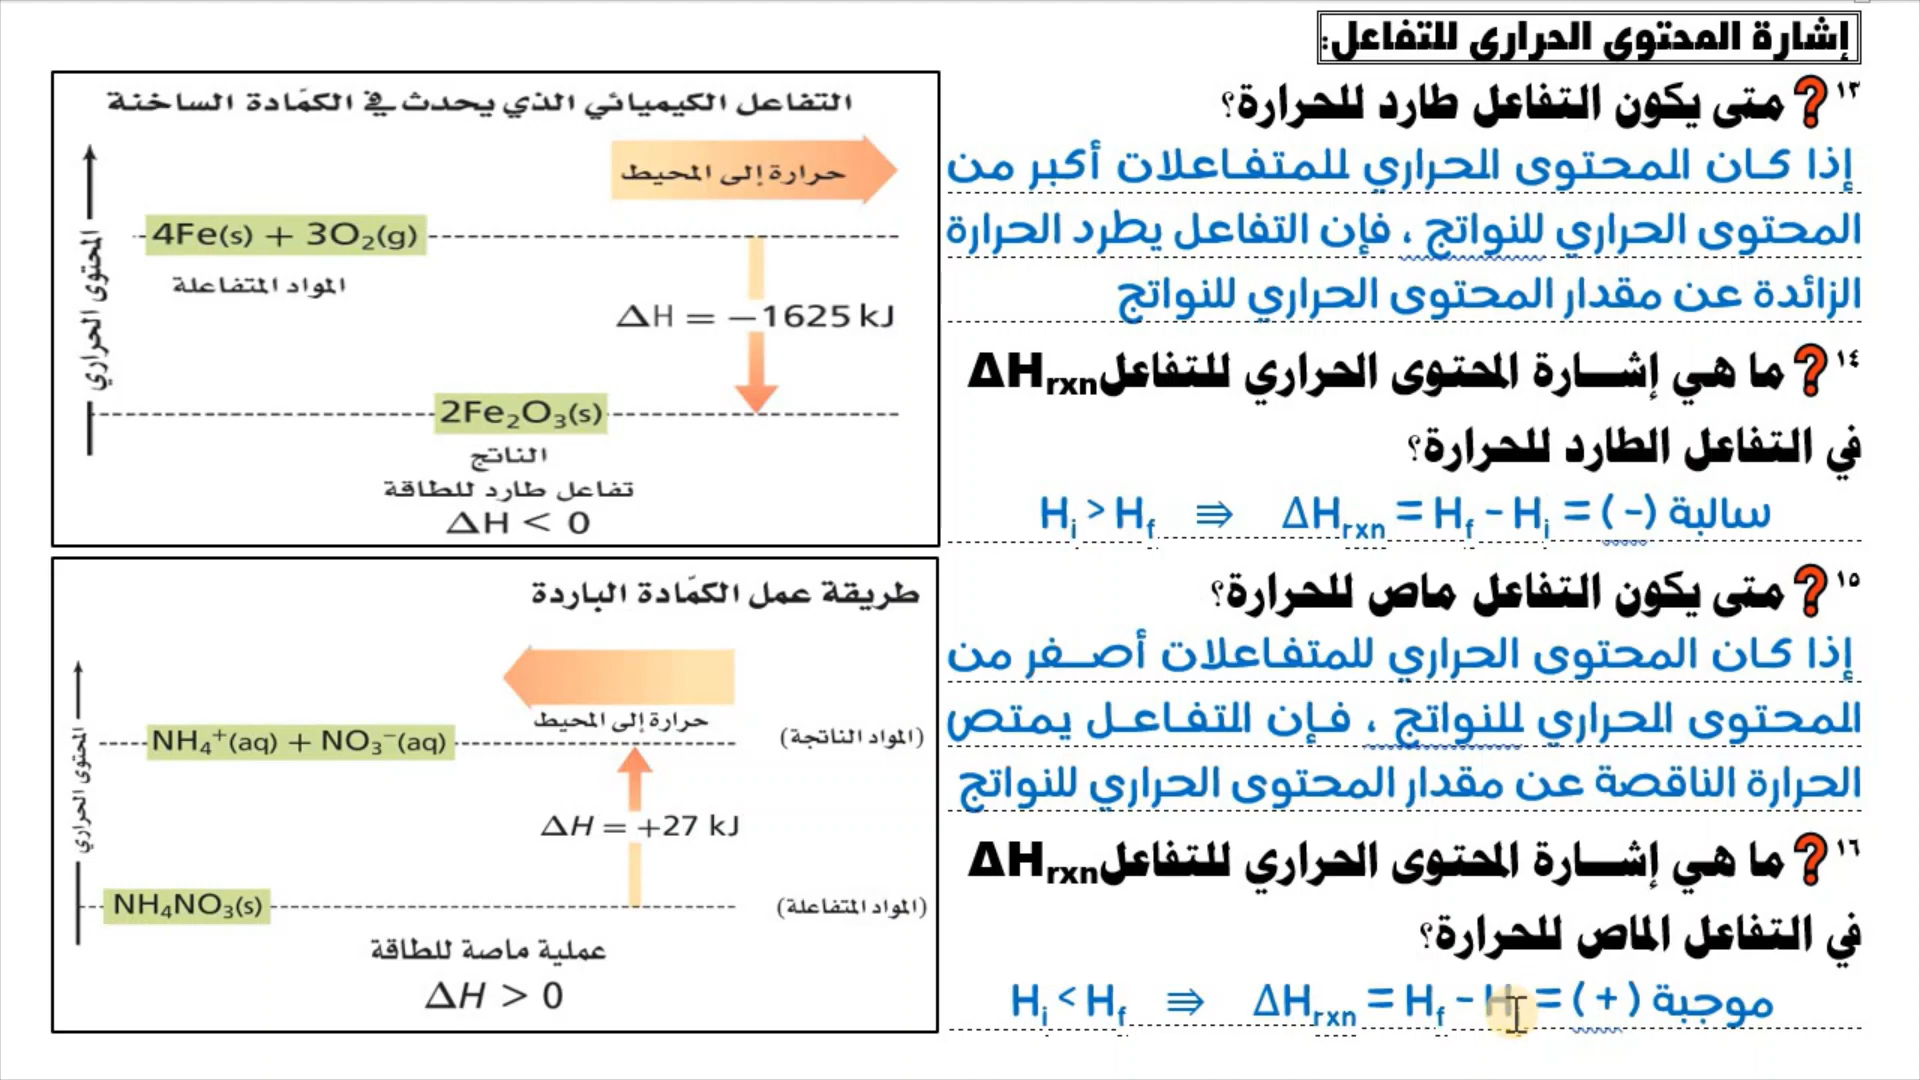 إشارة المحتوى الحراري للتفاعل:
١٣ ? متى يكون التفاعل طارد للحرارة؟
إذا كان المحتوى الحراري للمتفاعلات أكبر من
المحتوى الحراري للنواتج ، فإن التفاعل يطرد الحرارة
الزائدة عن مقدار المحتوى الحراري للنواتج
١٤ ? ما هي إشارة المحتوى الحراري للتفاعل ΔHrxn
في التفاعل الطارد للحرارة؟
Hi > Hf ⇛ ΔHrxn = Hf - Hi = ( - ) سالبة
١٥ ? متى يكون التفاعل ماص للحرارة؟
إذا كان المحتوى الحراري للمتفاعلات أصغر من
المحتوى الحراري للنواتج ، فإن التفاعل يمتص
الحرارة الناقصة عن مقدار المحتوى الحراري للنواتج
١٦ ? ما هي إشارة المحتوى الحراري للتفاعل ΔHrxn
في التفاعل الماص للحرارة؟
Hi < Hf ⇛ ΔHrxn = Hf - H = ( + ) موجبة
التفاعل الكيميائي الذي يحدث في الكمّادة الساخنة
حرارة إلى المحيط
4Fe(s) + 3O₂(g)
المواد المتفاعلة
المحتوى الحراري
ΔH = −1625 kJ
2Fe₂O₃(s)
الناتج
تفاعل طارد للطاقة
ΔH < 0
طريقة عمل الكمّادة الباردة
حرارة إلى المحيط
(المواد الناتجة)
NH₄⁺(aq) + NO₃⁻(aq)
المحتوى الحراري
ΔH = +27 kJ
NH₄NO₃(s)
(المواد المتفاعلة)
عملية ماصة للطاقة
ΔH > 0